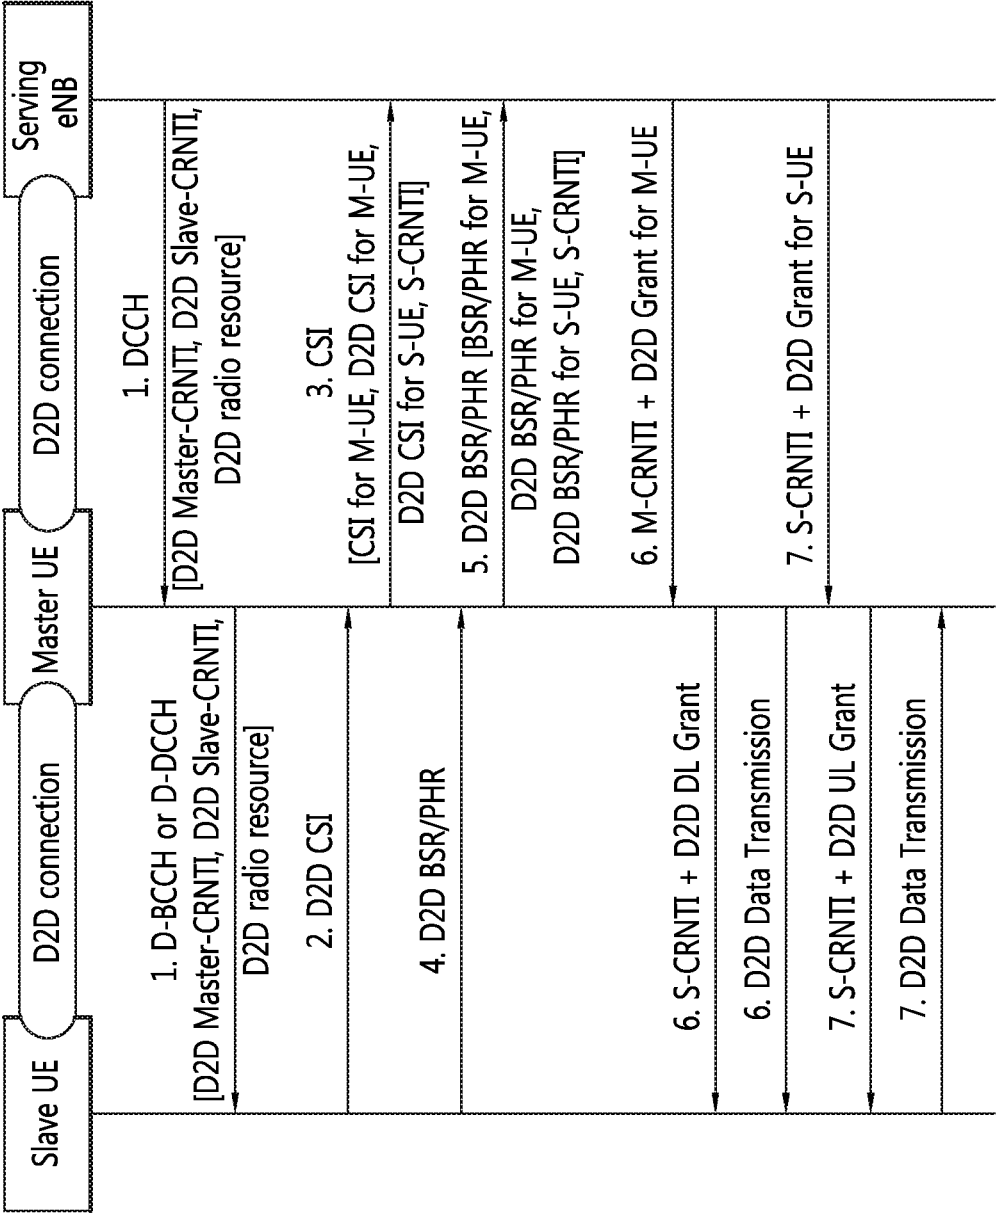 Slave UE
D2D connection
Master UE
D2D connection
Serving
eNB
1. DCCH
[D2D Master-CRNTI, D2D Slave-CRNTI,
D2D radio resource]
1. D-BCCH or D-DCCH
[D2D Master-CRNTI, D2D Slave-CRNTI,
D2D radio resource]
2. D2D CSI
3. CSI
[CSI for M-UE, D2D CSI for M-UE,
D2D CSI for S-UE, S-CRNTI]
4. D2D BSR/PHR
5. D2D BSR/PHR [BSR/PHR for M-UE,
D2D BSR/PHR for M-UE,
D2D BSR/PHR for S-UE, S-CRNTI]
6. M-CRNTI + D2D Grant for M-UE
6. S-CRNTI + D2D DL Grant
6. D2D Data Transmission
7. S-CRNTI + D2D Grant for S-UE
7. S-CRNTI + D2D UL Grant
7. D2D Data Transmission